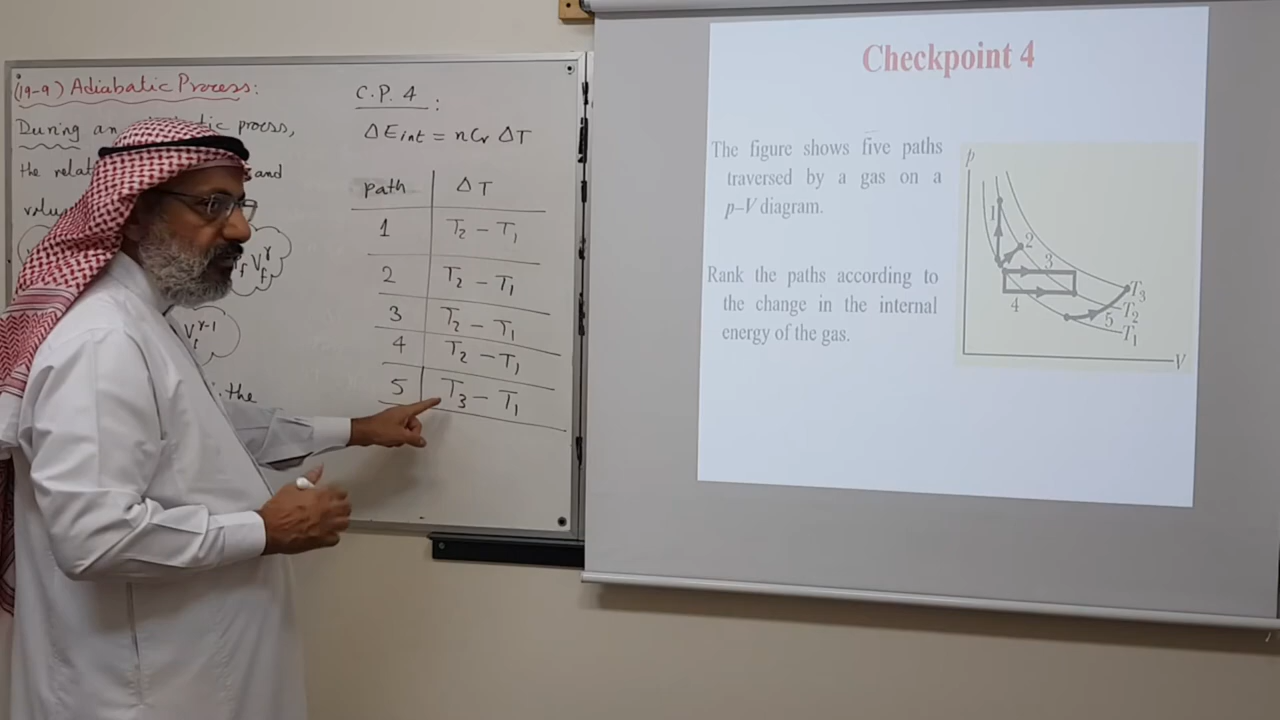 (19-9) Adiabatic Process:
During an process,
the and
V_f^γ
V_i^{γ-1}
the
C.P. 4 :
ΔE_int = nC_V ΔT
path ΔT
1 T_2 - T_1
2 T_2 - T_1
3 T_2 - T_1
4 T_2 - T_1
5 T_3 - T_1
Checkpoint 4
The figure shows five paths
traversed by a gas on a
p–V diagram.
Rank the paths according to
the change in the internal
energy of the gas.
p
1
2
3
4
5
T_3
T_2
T_1
V